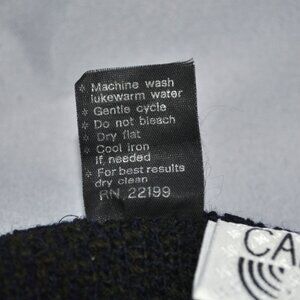 * Machine wash
lukewarm water
* Gentle cycle
* Do not bleach
* Dry flat
* Cool iron
if needed
* For best results
dry clean
RN 22199
CA